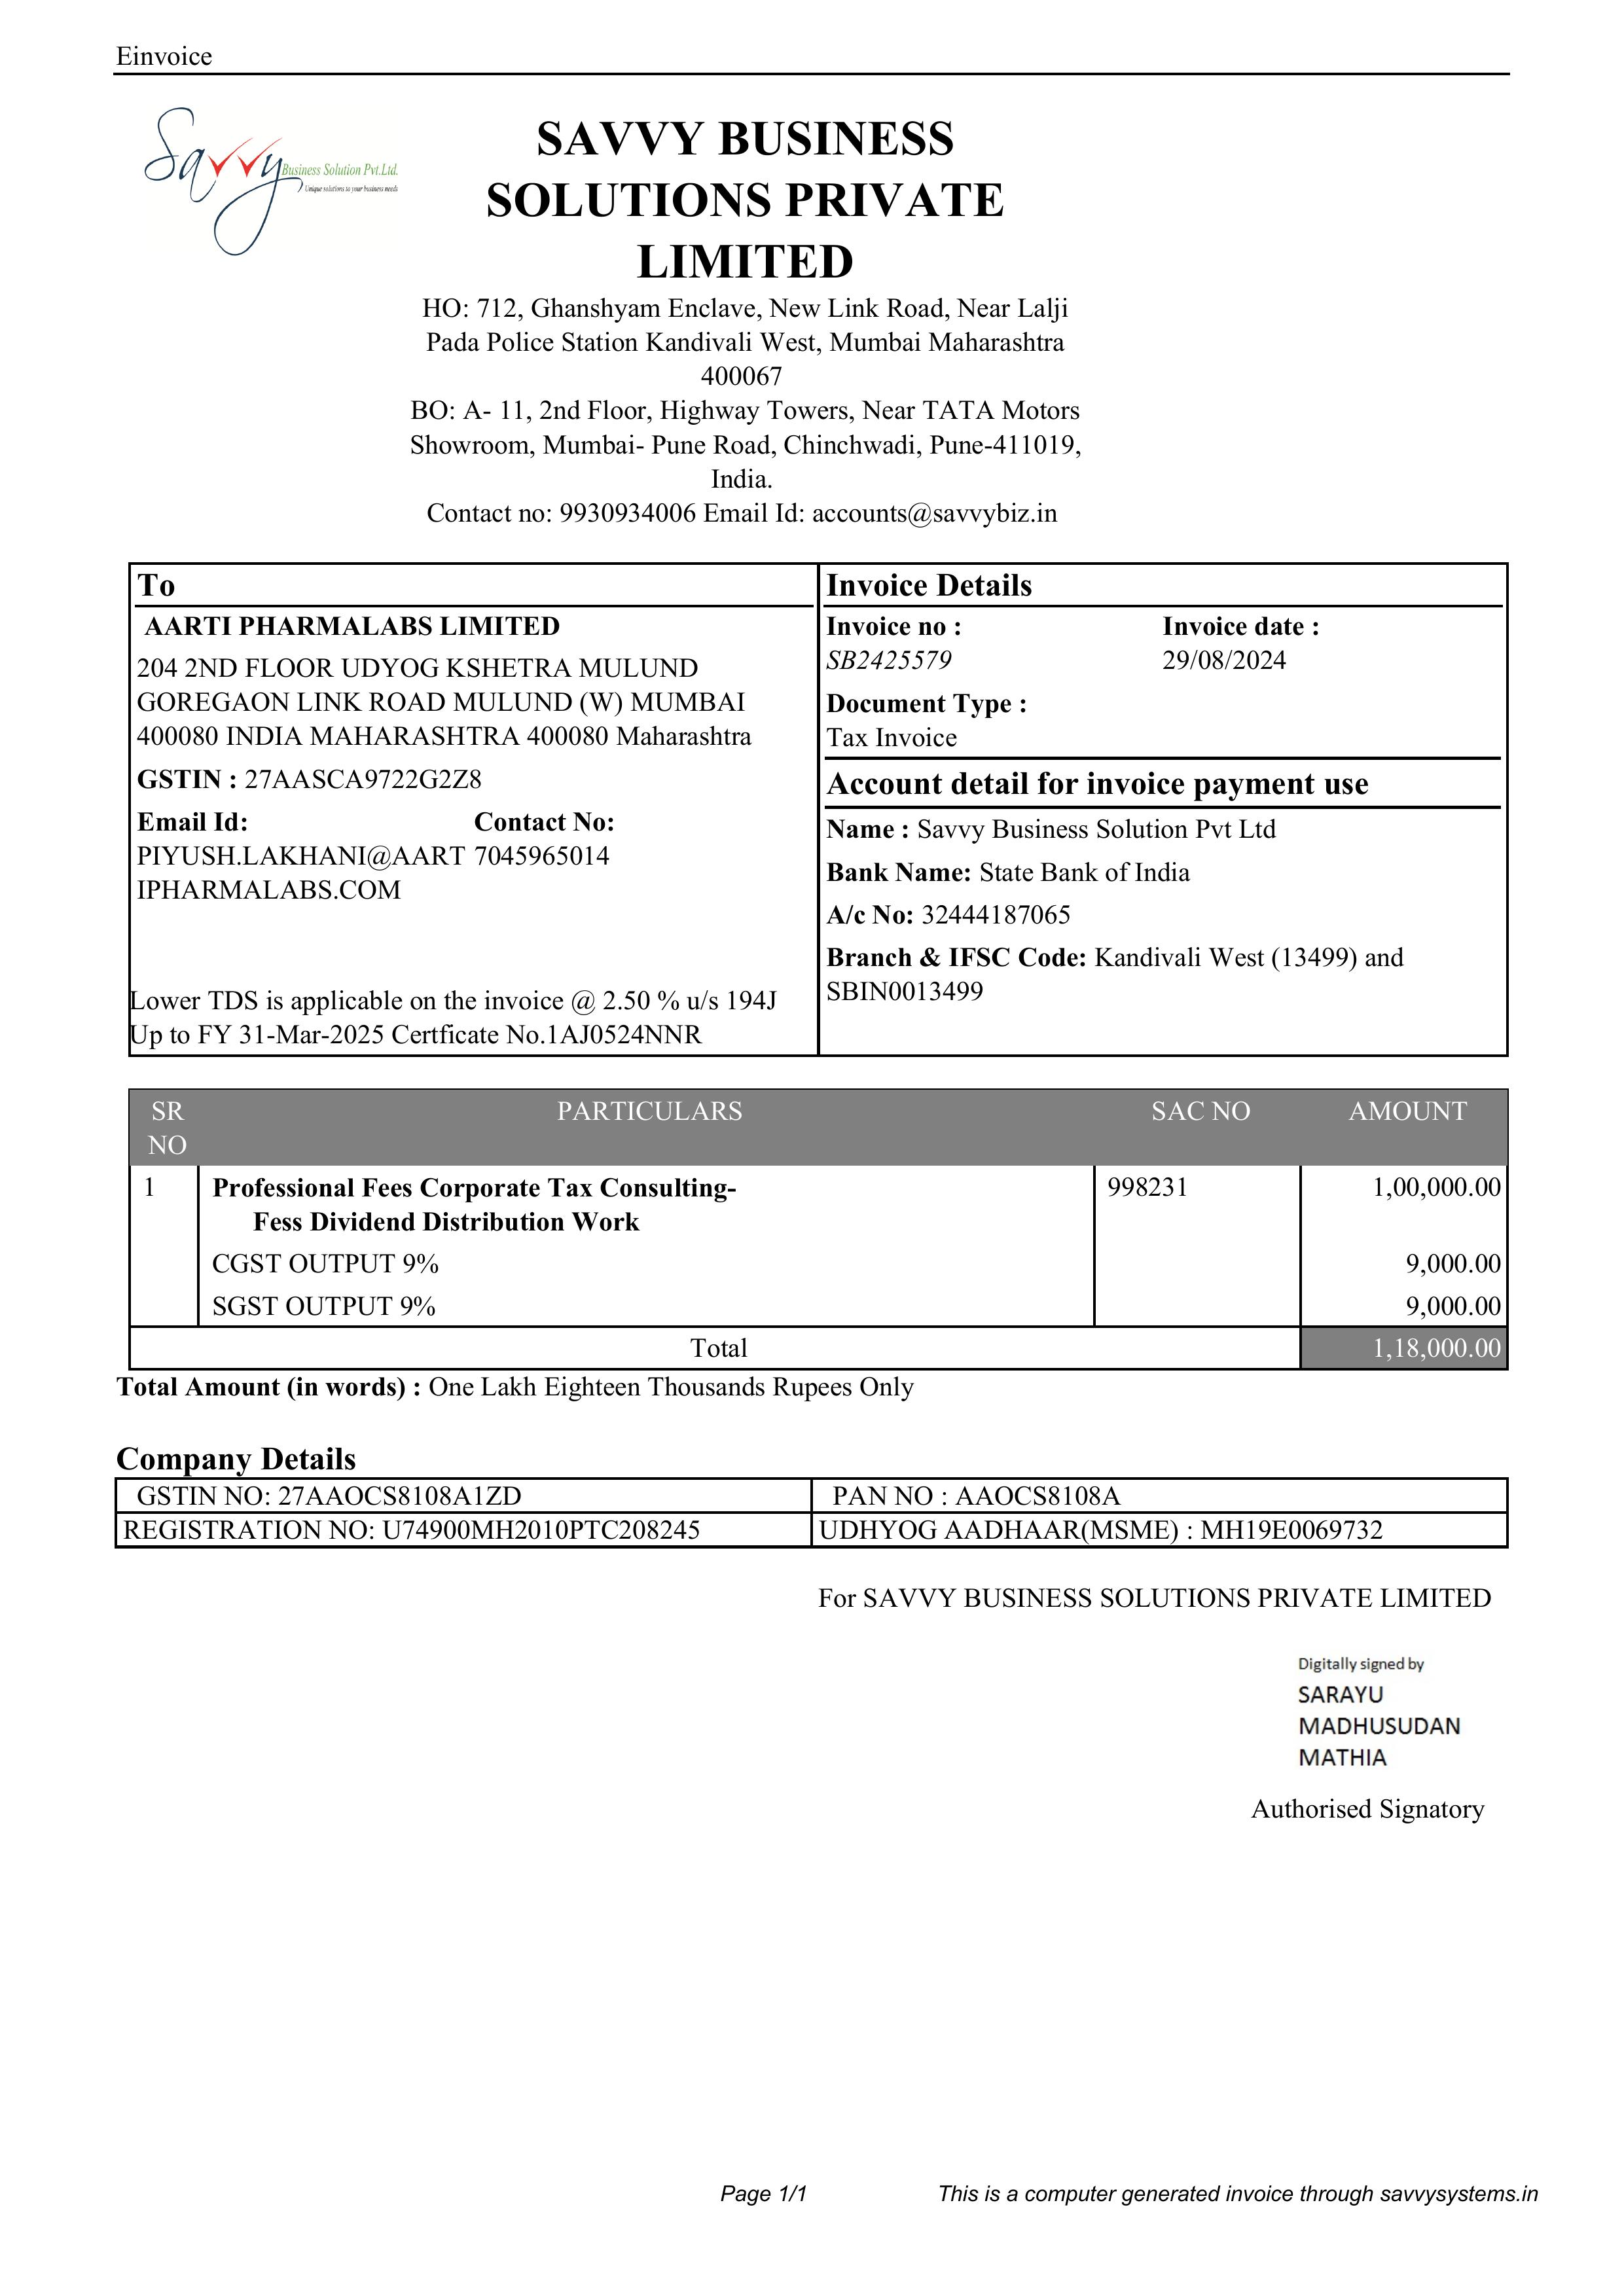 Einvoice
Savvy
Business Solution Pvt.Ltd.
Unique solutions to your business needs
SAVVY BUSINESS
SOLUTIONS PRIVATE
LIMITED
HO: 712, Ghanshyam Enclave, New Link Road, Near Lalji
Pada Police Station Kandivali West, Mumbai Maharashtra
400067
BO: A- 11, 2nd Floor, Highway Towers, Near TATA Motors
Showroom, Mumbai- Pune Road, Chinchwadi, Pune-411019,
India.
Contact no: 9930934006 Email Id: accounts@savvybiz.in
To
AARTI PHARMALABS LIMITED
204 2ND FLOOR UDYOG KSHETRA MULUND
GOREGAON LINK ROAD MULUND (W) MUMBAI
400080 INDIA MAHARASHTRA 400080 Maharashtra
GSTIN : 27AASCA9722G2Z8
Email Id: Contact No:
PIYUSH.LAKHANI@AART 7045965014
IPHARMALABS.COM
Lower TDS is applicable on the invoice @ 2.50 % u/s 194J
Up to FY 31-Mar-2025 Certficate No.1AJ0524NNR
Invoice Details
Invoice no : Invoice date :
SB2425579 29/08/2024
Document Type :
Tax Invoice
Account detail for invoice payment use
Name : Savvy Business Solution Pvt Ltd
Bank Name: State Bank of India
A/c No: 32444187065
Branch & IFSC Code: Kandivali West (13499) and
SBIN0013499
SR NO PARTICULARS SAC NO AMOUNT
1 Professional Fees Corporate Tax Consulting- 998231 1,00,000.00
Fess Dividend Distribution Work
CGST OUTPUT 9% 9,000.00
SGST OUTPUT 9% 9,000.00
Total 1,18,000.00
Total Amount (in words) : One Lakh Eighteen Thousands Rupees Only
Company Details
GSTIN NO: 27AAOCS8108A1ZD PAN NO : AAOCS8108A
REGISTRATION NO: U74900MH2010PTC208245 UDHYOG AADHAAR(MSME) : MH19E0069732
For SAVVY BUSINESS SOLUTIONS PRIVATE LIMITED
Digitally signed by
SARAYU
MADHUSUDAN
MATHIA
Authorised Signatory
Page 1/1 This is a computer generated invoice through savvysystems.in